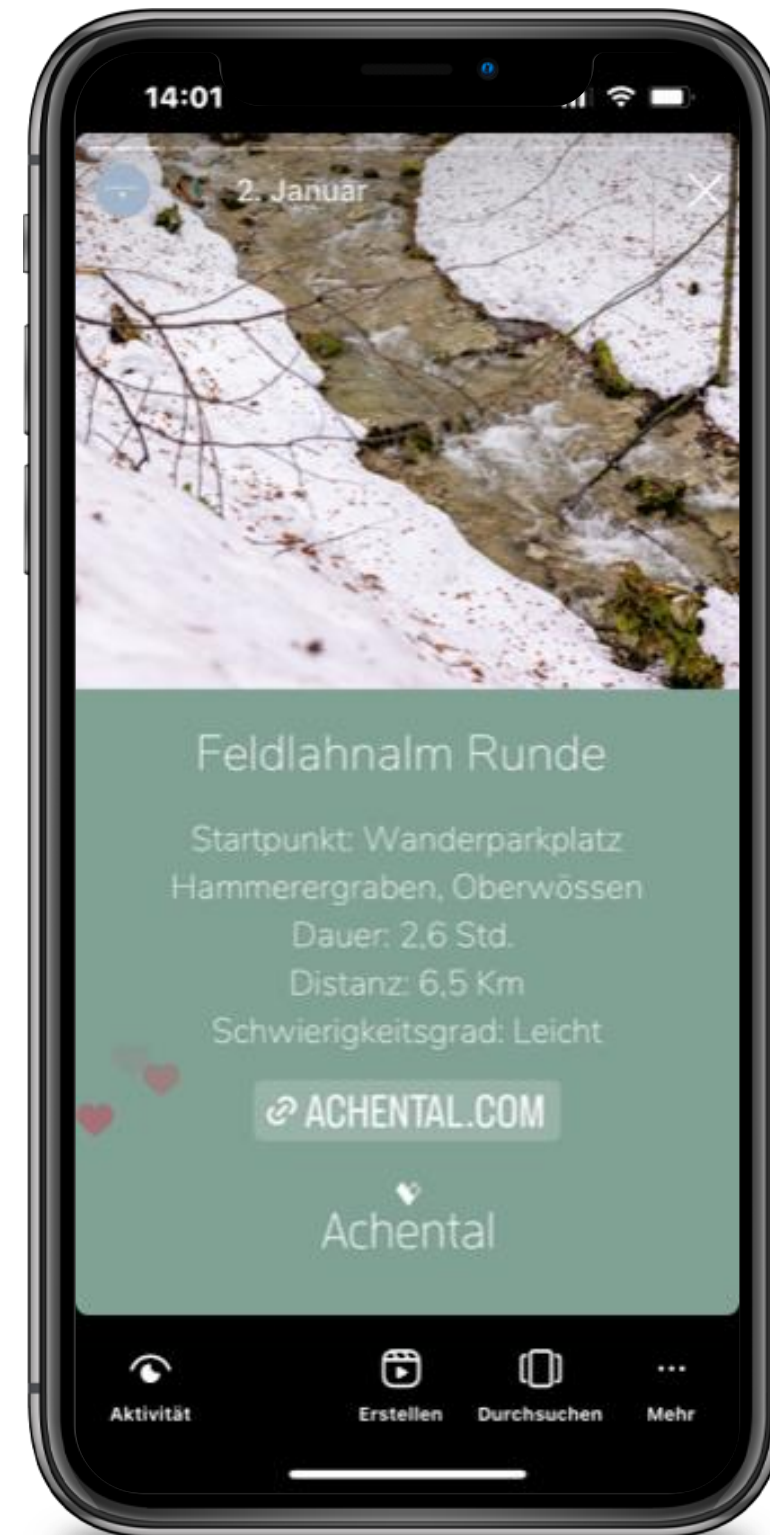 14:01
2. Januar
Feldlahnalm Runde
Startpunkt: Wanderparkplatz
Hammerergraben, Oberwössen
Dauer: 2,6 Std.
Distanz: 6,5 Km
Schwierigkeitsgrad: Leicht
ACHENTAL.COM
Achental
Aktivität
Erstellen
Durchsuchen
Mehr